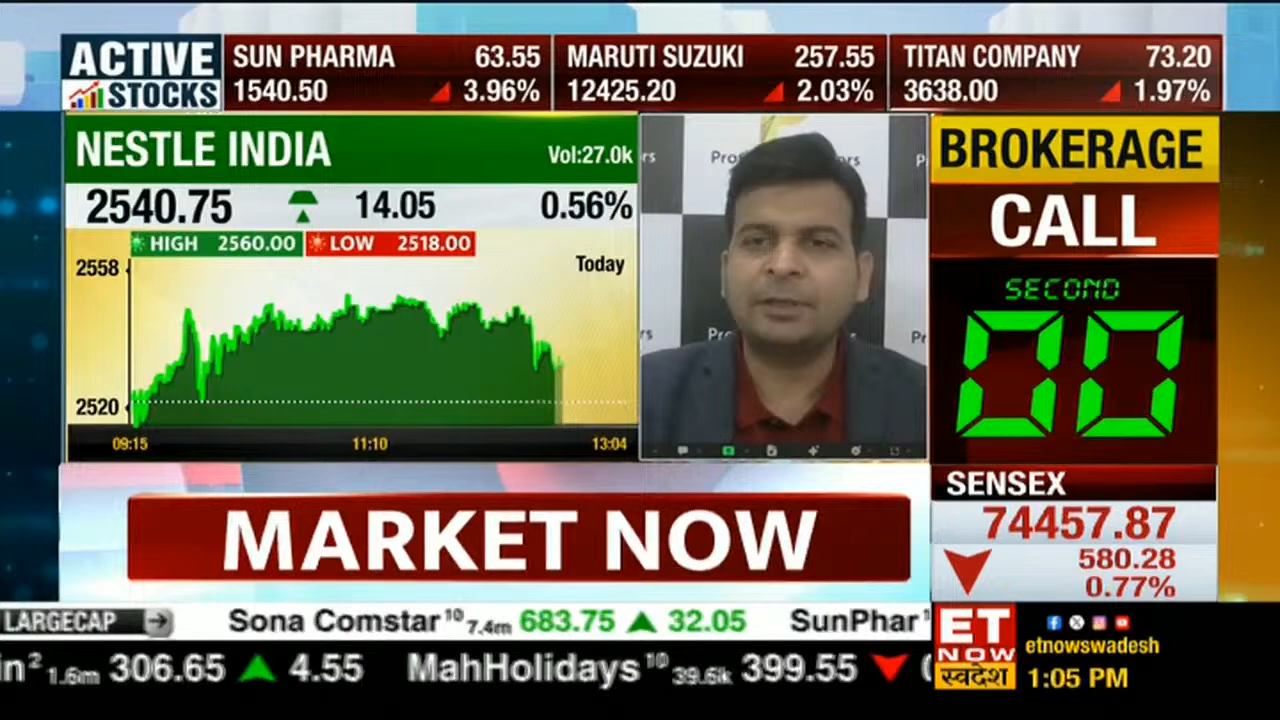 ACTIVE
STOCKS
SUN PHARMA 63.55
1540.50 3.96%
MARUTI SUZUKI 257.55
12425.20 2.03%
TITAN COMPANY 73.20
3638.00 1.97%
NESTLE INDIA Vol:27.0k
2540.75 14.05 0.56%
HIGH 2560.00 LOW 2518.00
Today
2558
2520
09:15 11:10 13:04
BROKERAGE
CALL
SECOND
00
SENSEX
74457.87
580.28
0.77%
MARKET NOW
LARGECAP Sona Comstar 10 7.4m 683.75 32.05 SunPhar
in 2 1.6m 306.65 4.55 MahHolidays 10 39.6k 399.55
ET
NOW
स्वदेश
etnowswadesh
1:05 PM